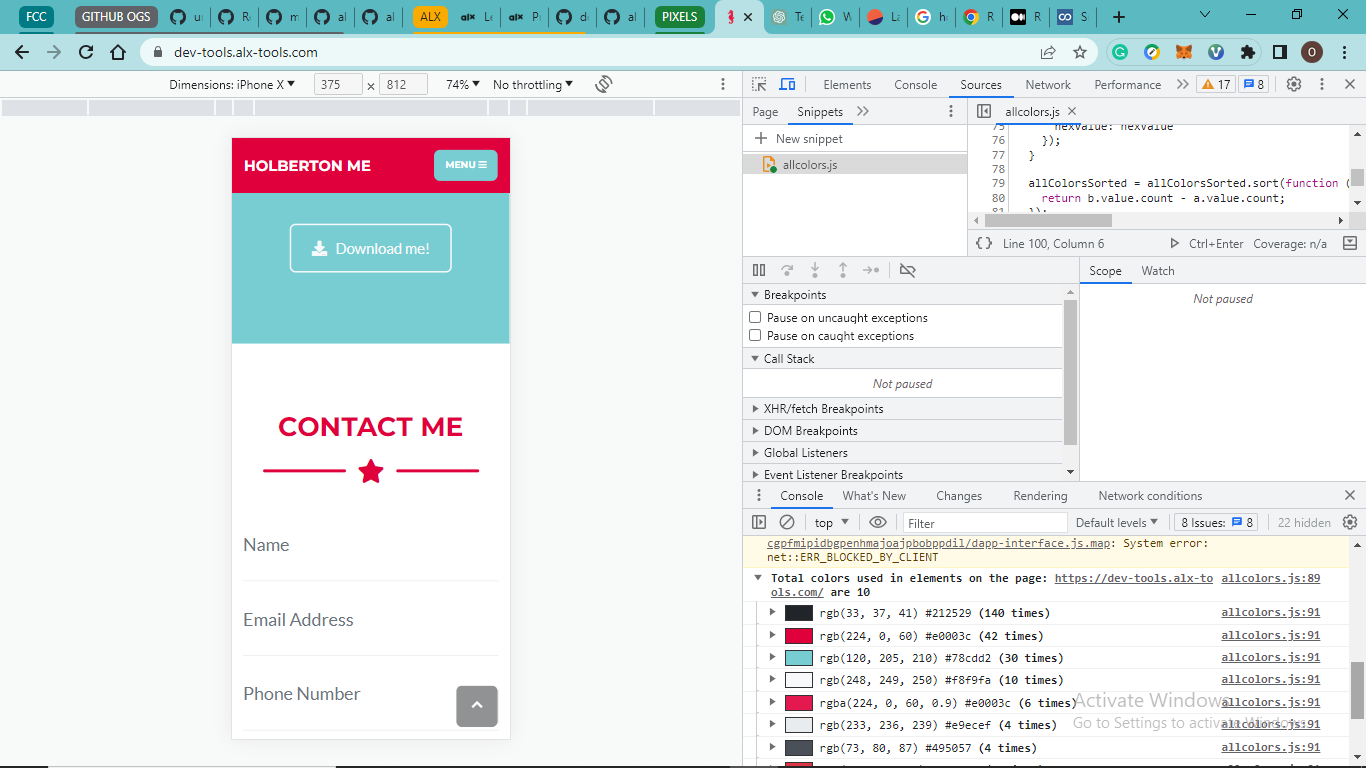 FCC
GITHUB OGS
ALX
PIXELS
dev-tools.alx-tools.com
Dimensions: iPhone X ▾ 375 x 812 74% ▾ No throttling ▾
Elements Console Sources Network Performance 17 8
Page Snippets
allcolors.js ×
New snippet
allcolors.js
75 hexValue: hexValue
76 });
77 }
78
79 allColorsSorted = allColorsSorted.sort(function (
80 return b.value.count - a.value.count;
81 });
{ } Line 100, Column 6 Ctrl+Enter Coverage: n/a
Scope Watch
Not paused
Breakpoints
Pause on uncaught exceptions
Pause on caught exceptions
Call Stack
Not paused
XHR/fetch Breakpoints
DOM Breakpoints
Global Listeners
Event Listener Breakpoints
Console What's New Changes Rendering Network conditions
top ▾ Filter Default levels ▾ 8 Issues: 8 22 hidden
cgpfmipidbgpenhmajoajpbobppdil/dapp-interface.js.map: System error:
net::ERR_BLOCKED_BY_CLIENT
Total colors used in elements on the page: https://dev-tools.alx-to allcolors.js:89
ols.com/ are 10
rgb(33, 37, 41) #212529 (140 times) allcolors.js:91
rgb(224, 0, 60) #e0003c (42 times) allcolors.js:91
rgb(120, 205, 210) #78cdd2 (30 times) allcolors.js:91
rgb(248, 249, 250) #f8f9fa (10 times) allcolors.js:91
rgba(224, 0, 60, 0.9) #e0003c (6 times) allcolors.js:91
rgb(233, 236, 239) #e9ecef (4 times) allcolors.js:91
rgb(73, 80, 87) #495057 (4 times) allcolors.js:91
Activate Windows
Go to Settings to activate Windows.
HOLBERTON ME
MENU
Download me!
CONTACT ME
Name
Email Address
Phone Number